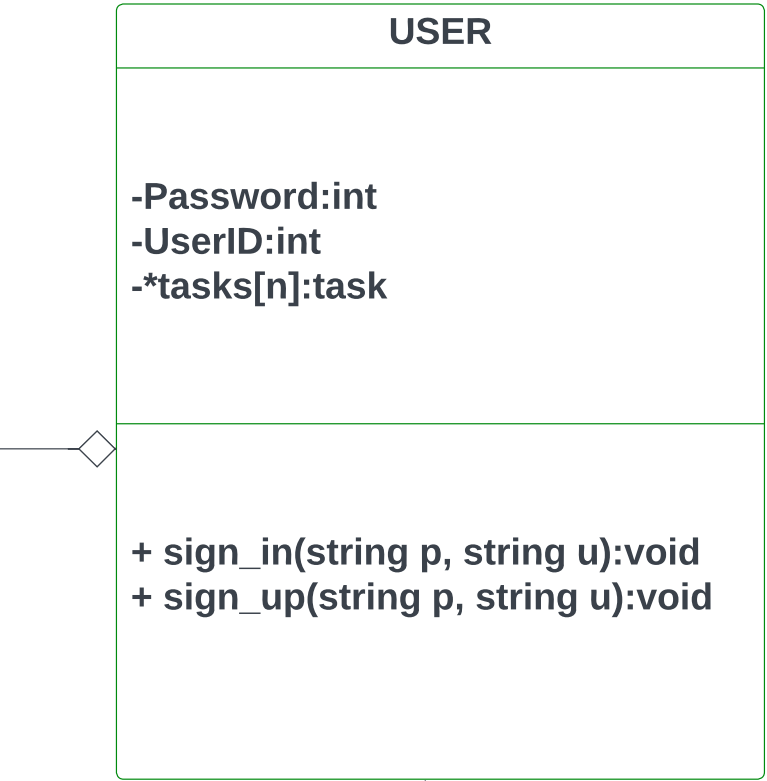 USER
-Password:int
-UserID:int
-*tasks[n]:task
+ sign_in(string p, string u):void
+ sign_up(string p, string u):void